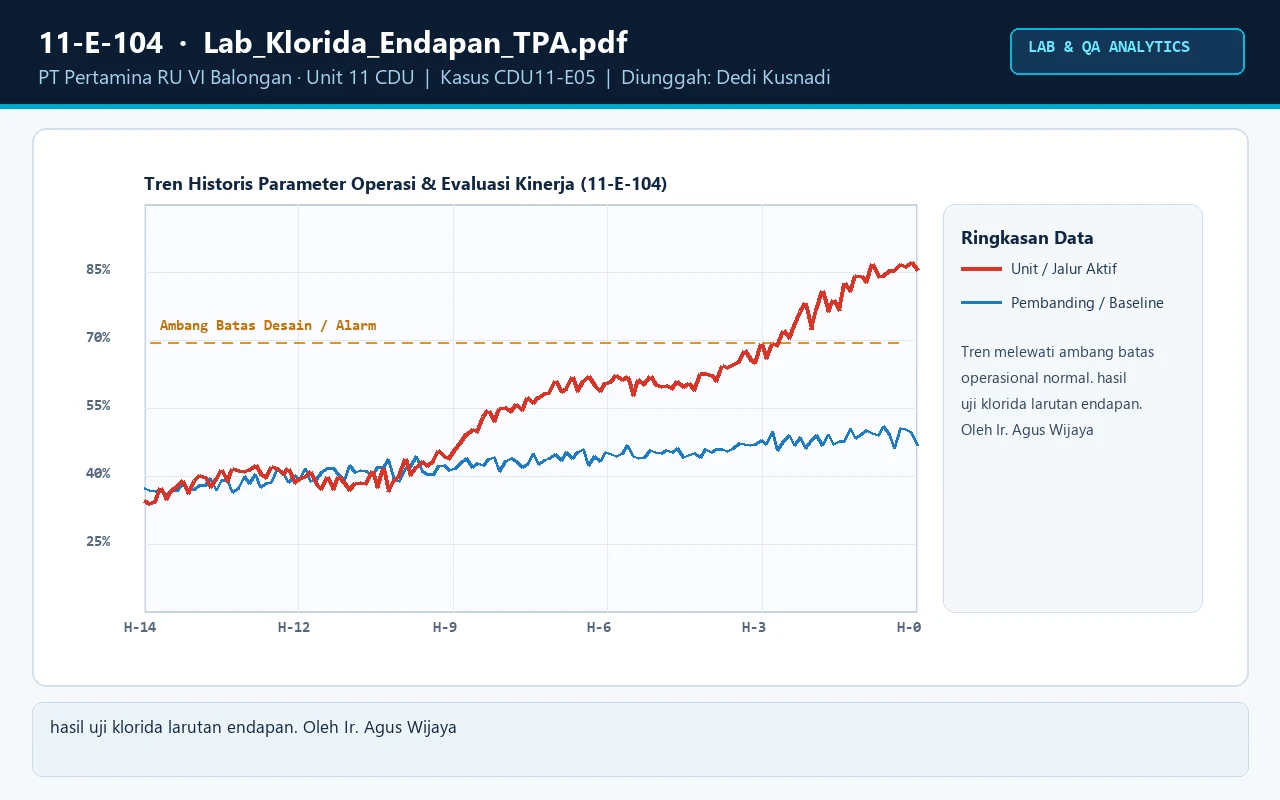 11-E-104 · Lab_Klorida_Endapan_TPA.pdf
PT Pertamina RU VI Balongan · Unit 11 CDU | Kasus CDU11-E05 | Diunggah: Dedi Kusnadi
LAB & QA ANALYTICS
Tren Historis Parameter Operasi & Evaluasi Kinerja (11-E-104)
85%
70%
55%
40%
25%
Ambang Batas Desain / Alarm
H-14
H-12
H-9
H-6
H-3
H-0
Ringkasan Data
Unit / Jalur Aktif
Pembanding / Baseline
Tren melewati ambang batas
operasional normal. hasil
uji klorida larutan endapan.
Oleh Ir. Agus Wijaya
hasil uji klorida larutan endapan. Oleh Ir. Agus Wijaya